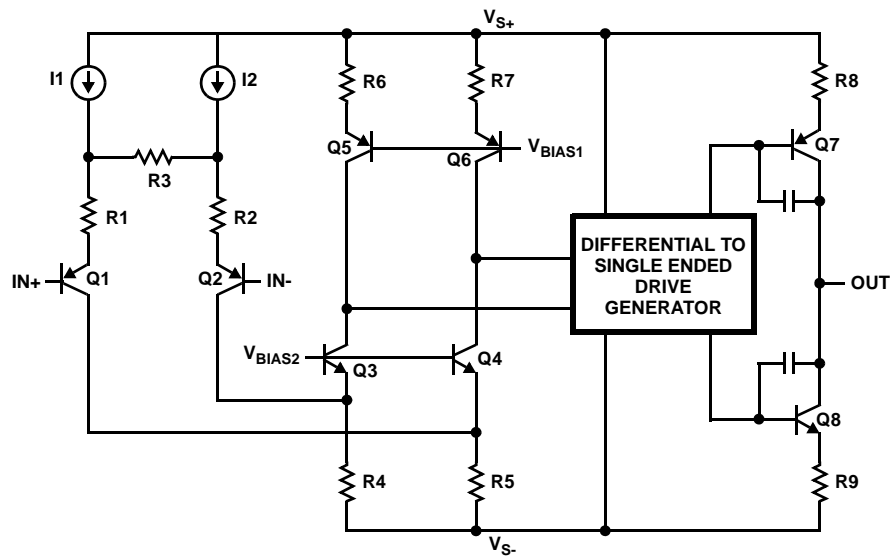 V_S+
I1
I2
R6
R7
R8
Q5
Q6
V_BIAS1
Q7
R3
R1
R2
IN+
Q1
Q2
IN-
DIFFERENTIAL TO
SINGLE ENDED
DRIVE
GENERATOR
OUT
V_BIAS2
Q3
Q4
Q8
R4
R5
R9
V_S-